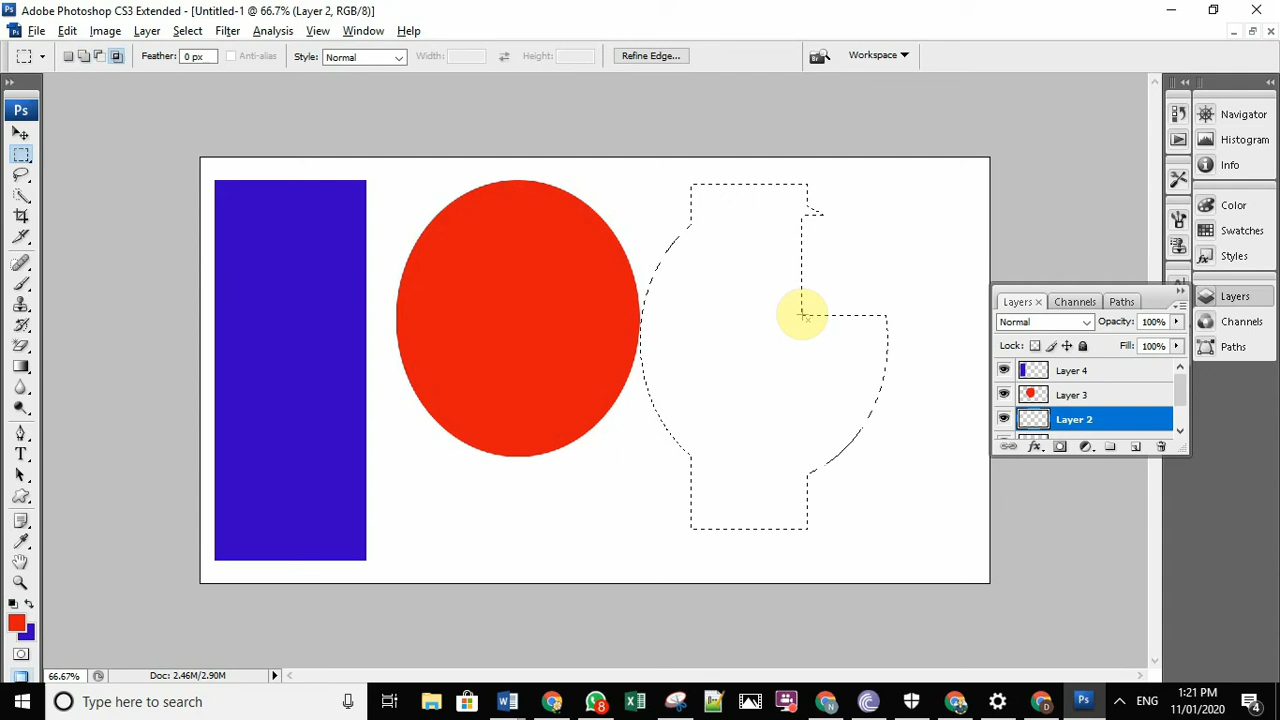 Adobe Photoshop CS3 Extended - [Untitled-1 @ 66.7% (Layer 2, RGB/8)]
File Edit Image Layer Select Filter Analysis View Window Help
Feather: 0 px Anti-alias Style: Normal Width: Height: Refine Edge... Br Workspace
Ps
Navigator
Histogram
Info
Color
Swatches
Styles
Layers
Channels
Paths
Layers Channels Paths
Normal Opacity: 100%
Lock: Fill: 100%
Layer 4
Layer 3
Layer 2
66.67% Doc: 2.46M/2.90M
Type here to search
ENG
1:21 PM
11/01/2020
8
4